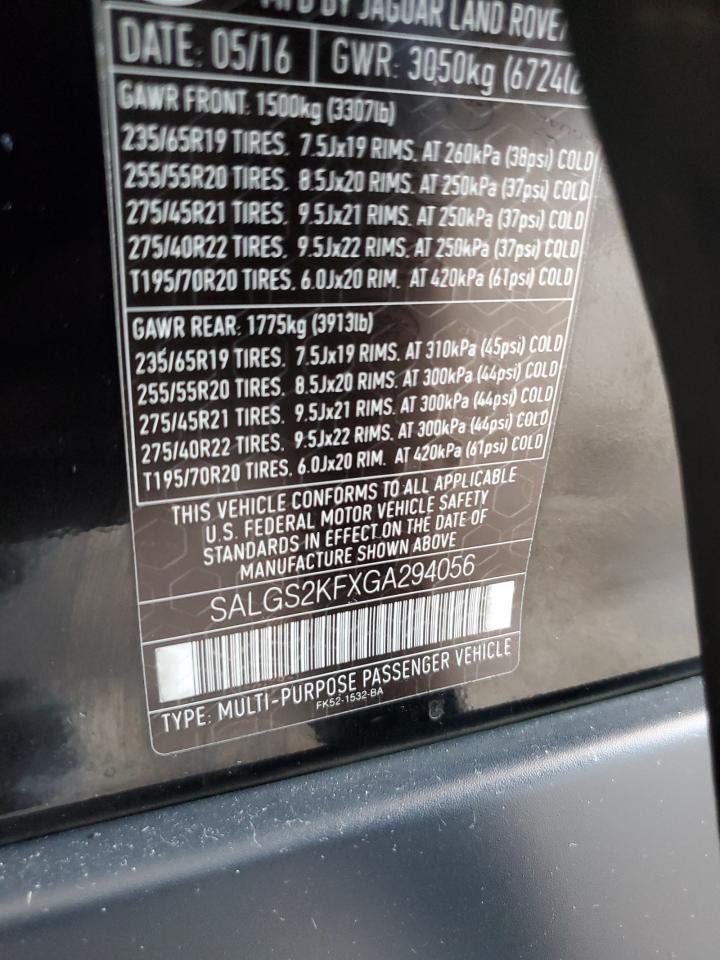 MFD BY JAGUAR LAND ROVE
DATE: 05/16 GWR: 3050kg (6724lb
GAWR FRONT: 1500kg (3307lb)
235/65R19 TIRES. 7.5Jx19 RIMS. AT 260kPa (38psi) COLD
255/55R20 TIRES. 8.5Jx20 RIMS. AT 250kPa (37psi) COLD
275/45R21 TIRES. 9.5Jx21 RIMS. AT 250kPa (37psi) COLD
275/40R22 TIRES. 9.5Jx22 RIMS. AT 250kPa (37psi) COLD
T195/70R20 TIRES. 6.0Jx20 RIM. AT 420kPa (61psi) COLD
GAWR REAR: 1775kg (3913lb)
235/65R19 TIRES. 7.5Jx19 RIMS. AT 310kPa (45psi) COLD
255/55R20 TIRES. 8.5Jx20 RIMS. AT 300kPa (44psi) COLD
275/45R21 TIRES. 9.5Jx21 RIMS. AT 300kPa (44psi) COLD
275/40R22 TIRES. 9.5Jx22 RIMS. AT 300kPa (44psi) COLD
T195/70R20 TIRES. 6.0Jx20 RIM. AT 420kPa (61psi) COLD
THIS VEHICLE CONFORMS TO ALL APPLICABLE
U.S. FEDERAL MOTOR VEHICLE SAFETY
STANDARDS IN EFFECT ON THE DATE OF
MANUFACTURE SHOWN ABOVE
SALGS2KFXGA294056
TYPE: MULTI-PURPOSE PASSENGER VEHICLE
FK52-1532-BA